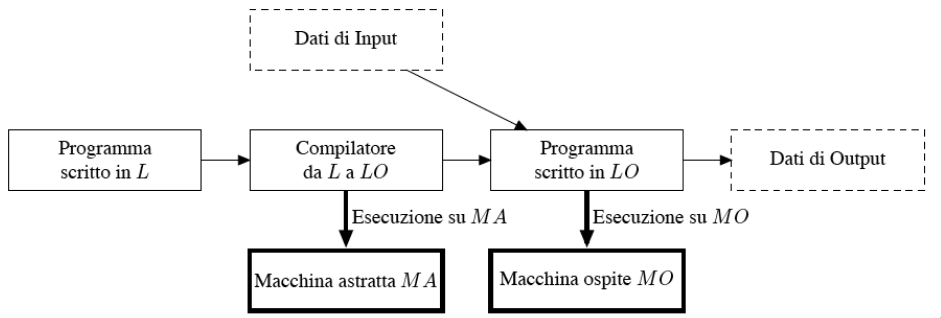 Dati di Input
Programma
scritto in L
Compilatore
da L a LO
Programma
scritto in LO
Dati di Output
Esecuzione su MA
Esecuzione su MO
Macchina astratta MA
Macchina ospite MO